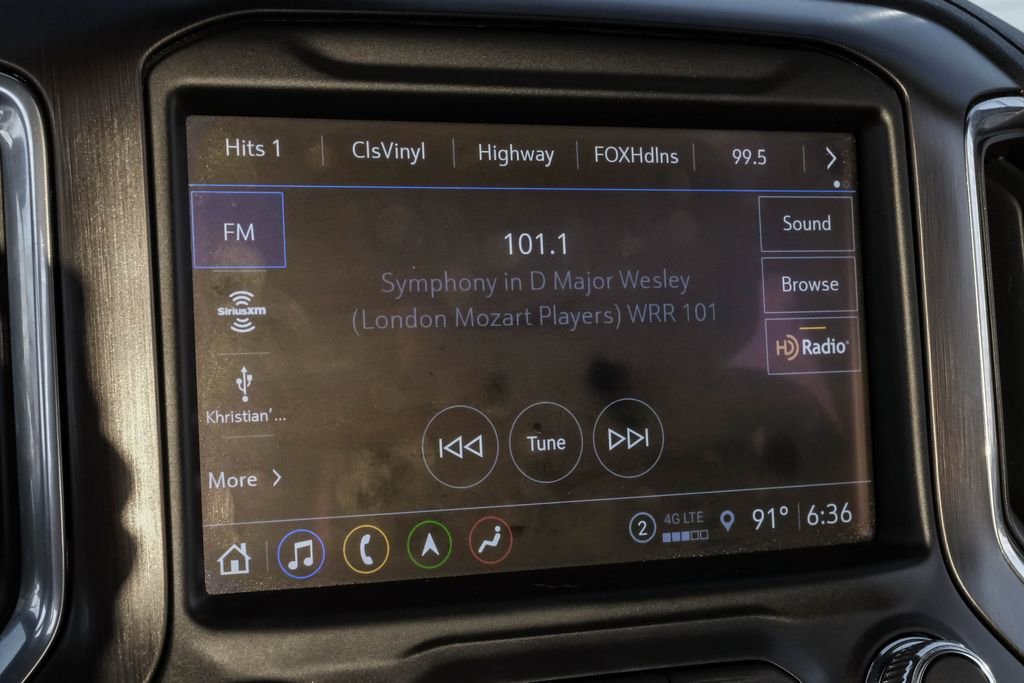 Hits 1 ClsVinyl Highway FOXHdlns 99.5
FM
101.1
Sound
Symphony in D Major Wesley
Browse
SiriusXM
(London Mozart Players) WRR 101
HD Radio
Khristian'...
Tune
More
2 4G LTE 91° 6:36